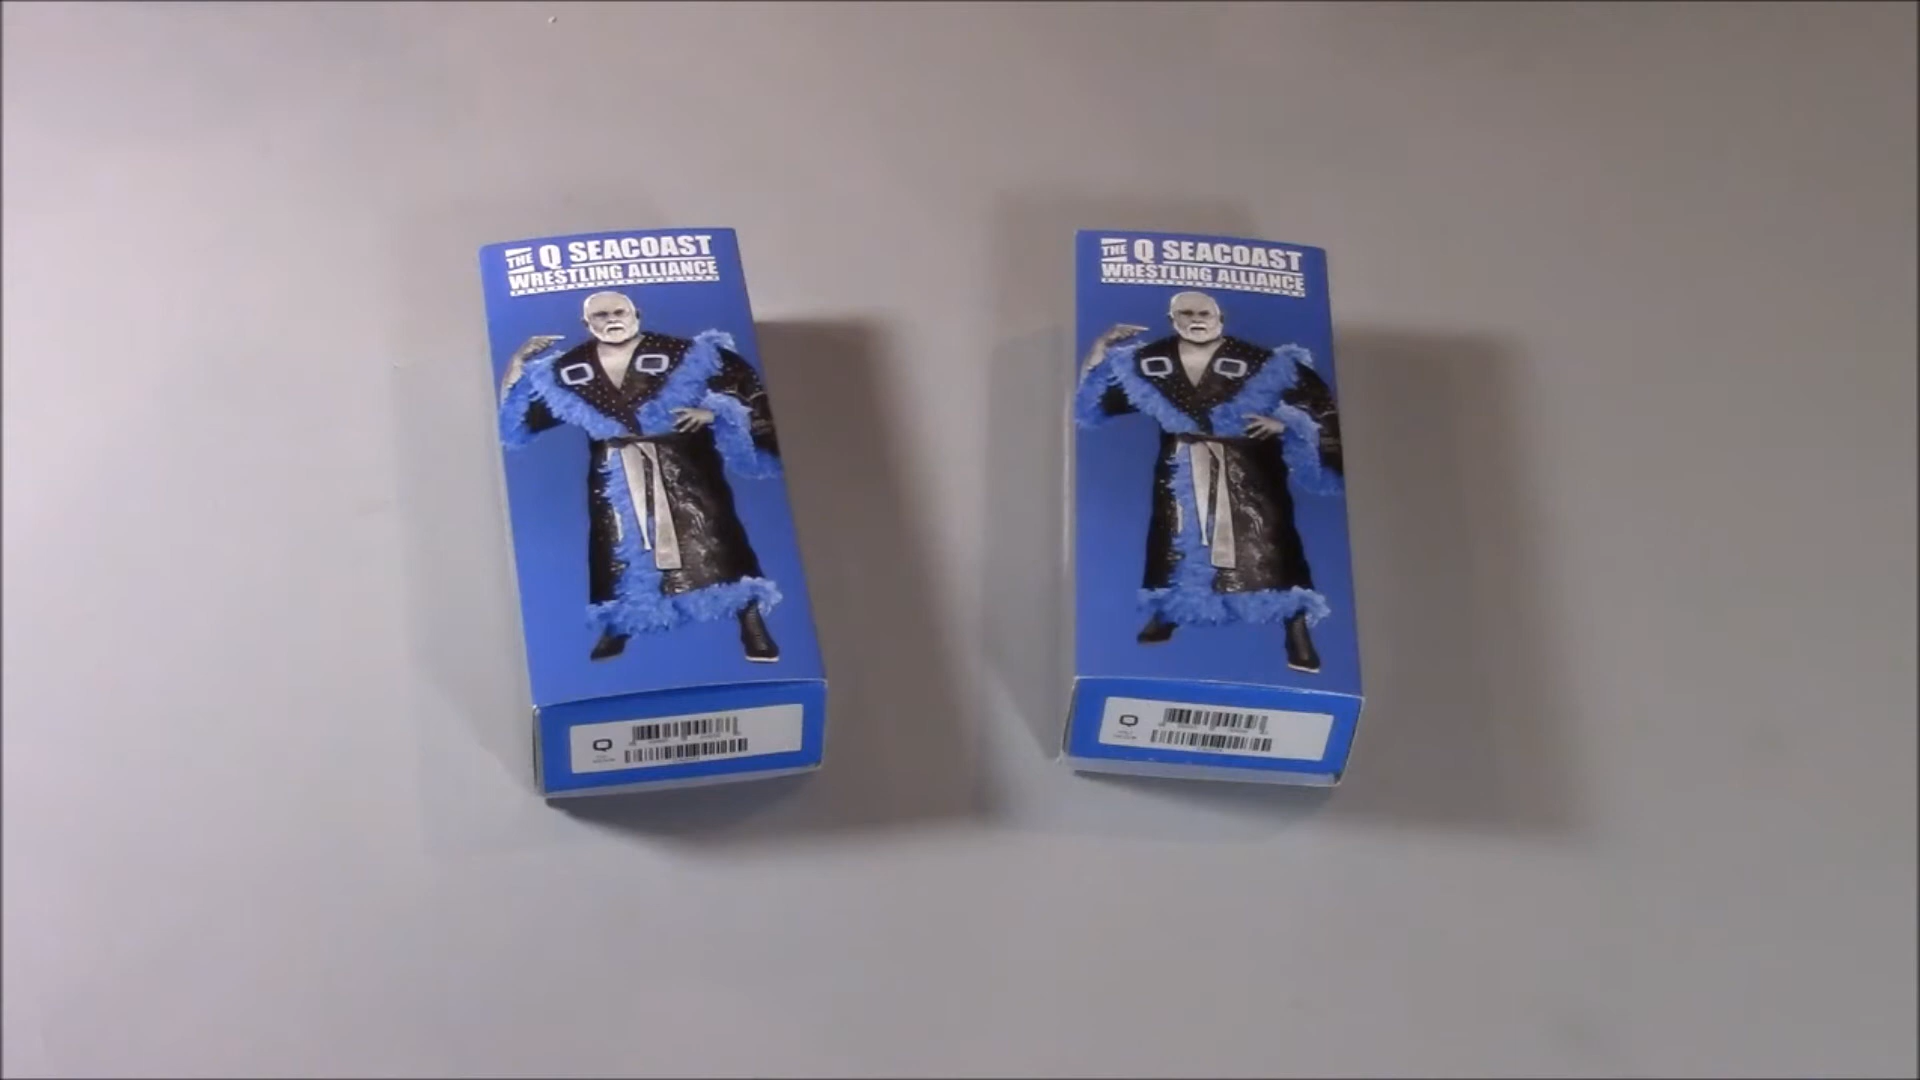 THE Q SEACOAST
WRESTLING ALLIANCE
Q Q
Q
THE Q SEACOAST
WRESTLING ALLIANCE
Q Q
Q